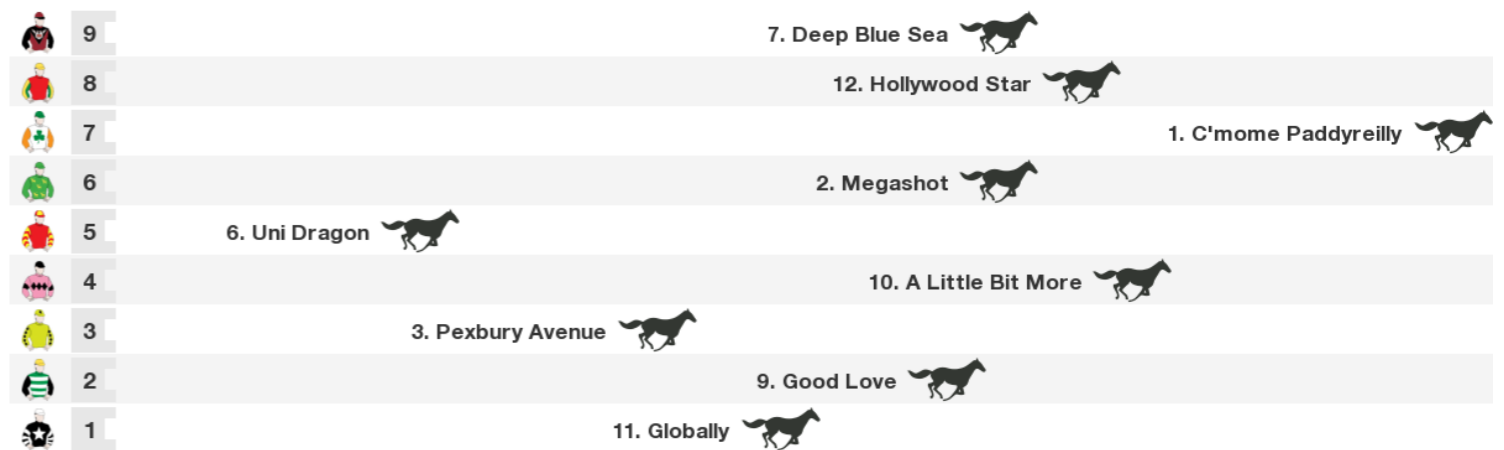 9 7. Deep Blue Sea
8 12. Hollywood Star
7 1. C'mome Paddyreilly
6 2. Megashot
5 6. Uni Dragon
4 10. A Little Bit More
3 3. Pexbury Avenue
2 9. Good Love
1 11. Globally